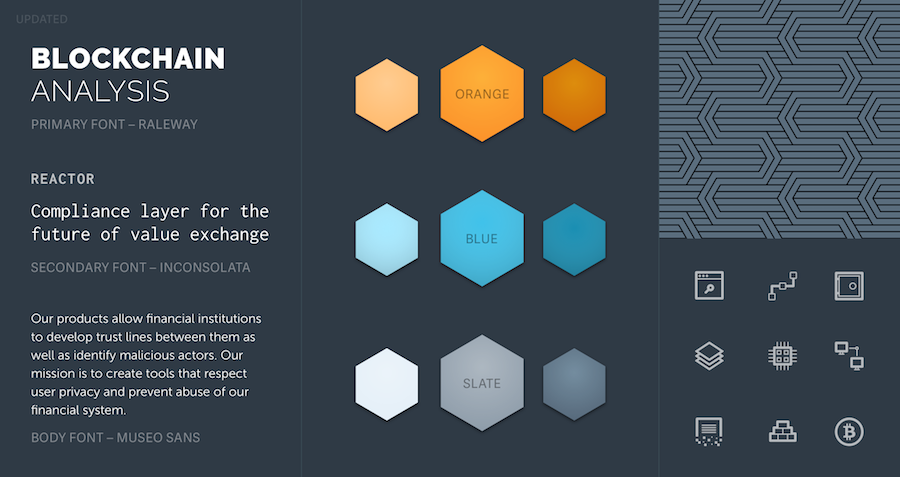 UPDATED
BLOCKCHAIN
ANALYSIS
PRIMARY FONT – RALEWAY
REACTOR
Compliance layer for the
future of value exchange
SECONDARY FONT – INCONSOLATA
Our products allow financial institutions
to develop trust lines between them as
well as identify malicious actors. Our
mission is to create tools that respect
user privacy and prevent abuse of our
financial system.
BODY FONT – MUSEO SANS
ORANGE
BLUE
SLATE